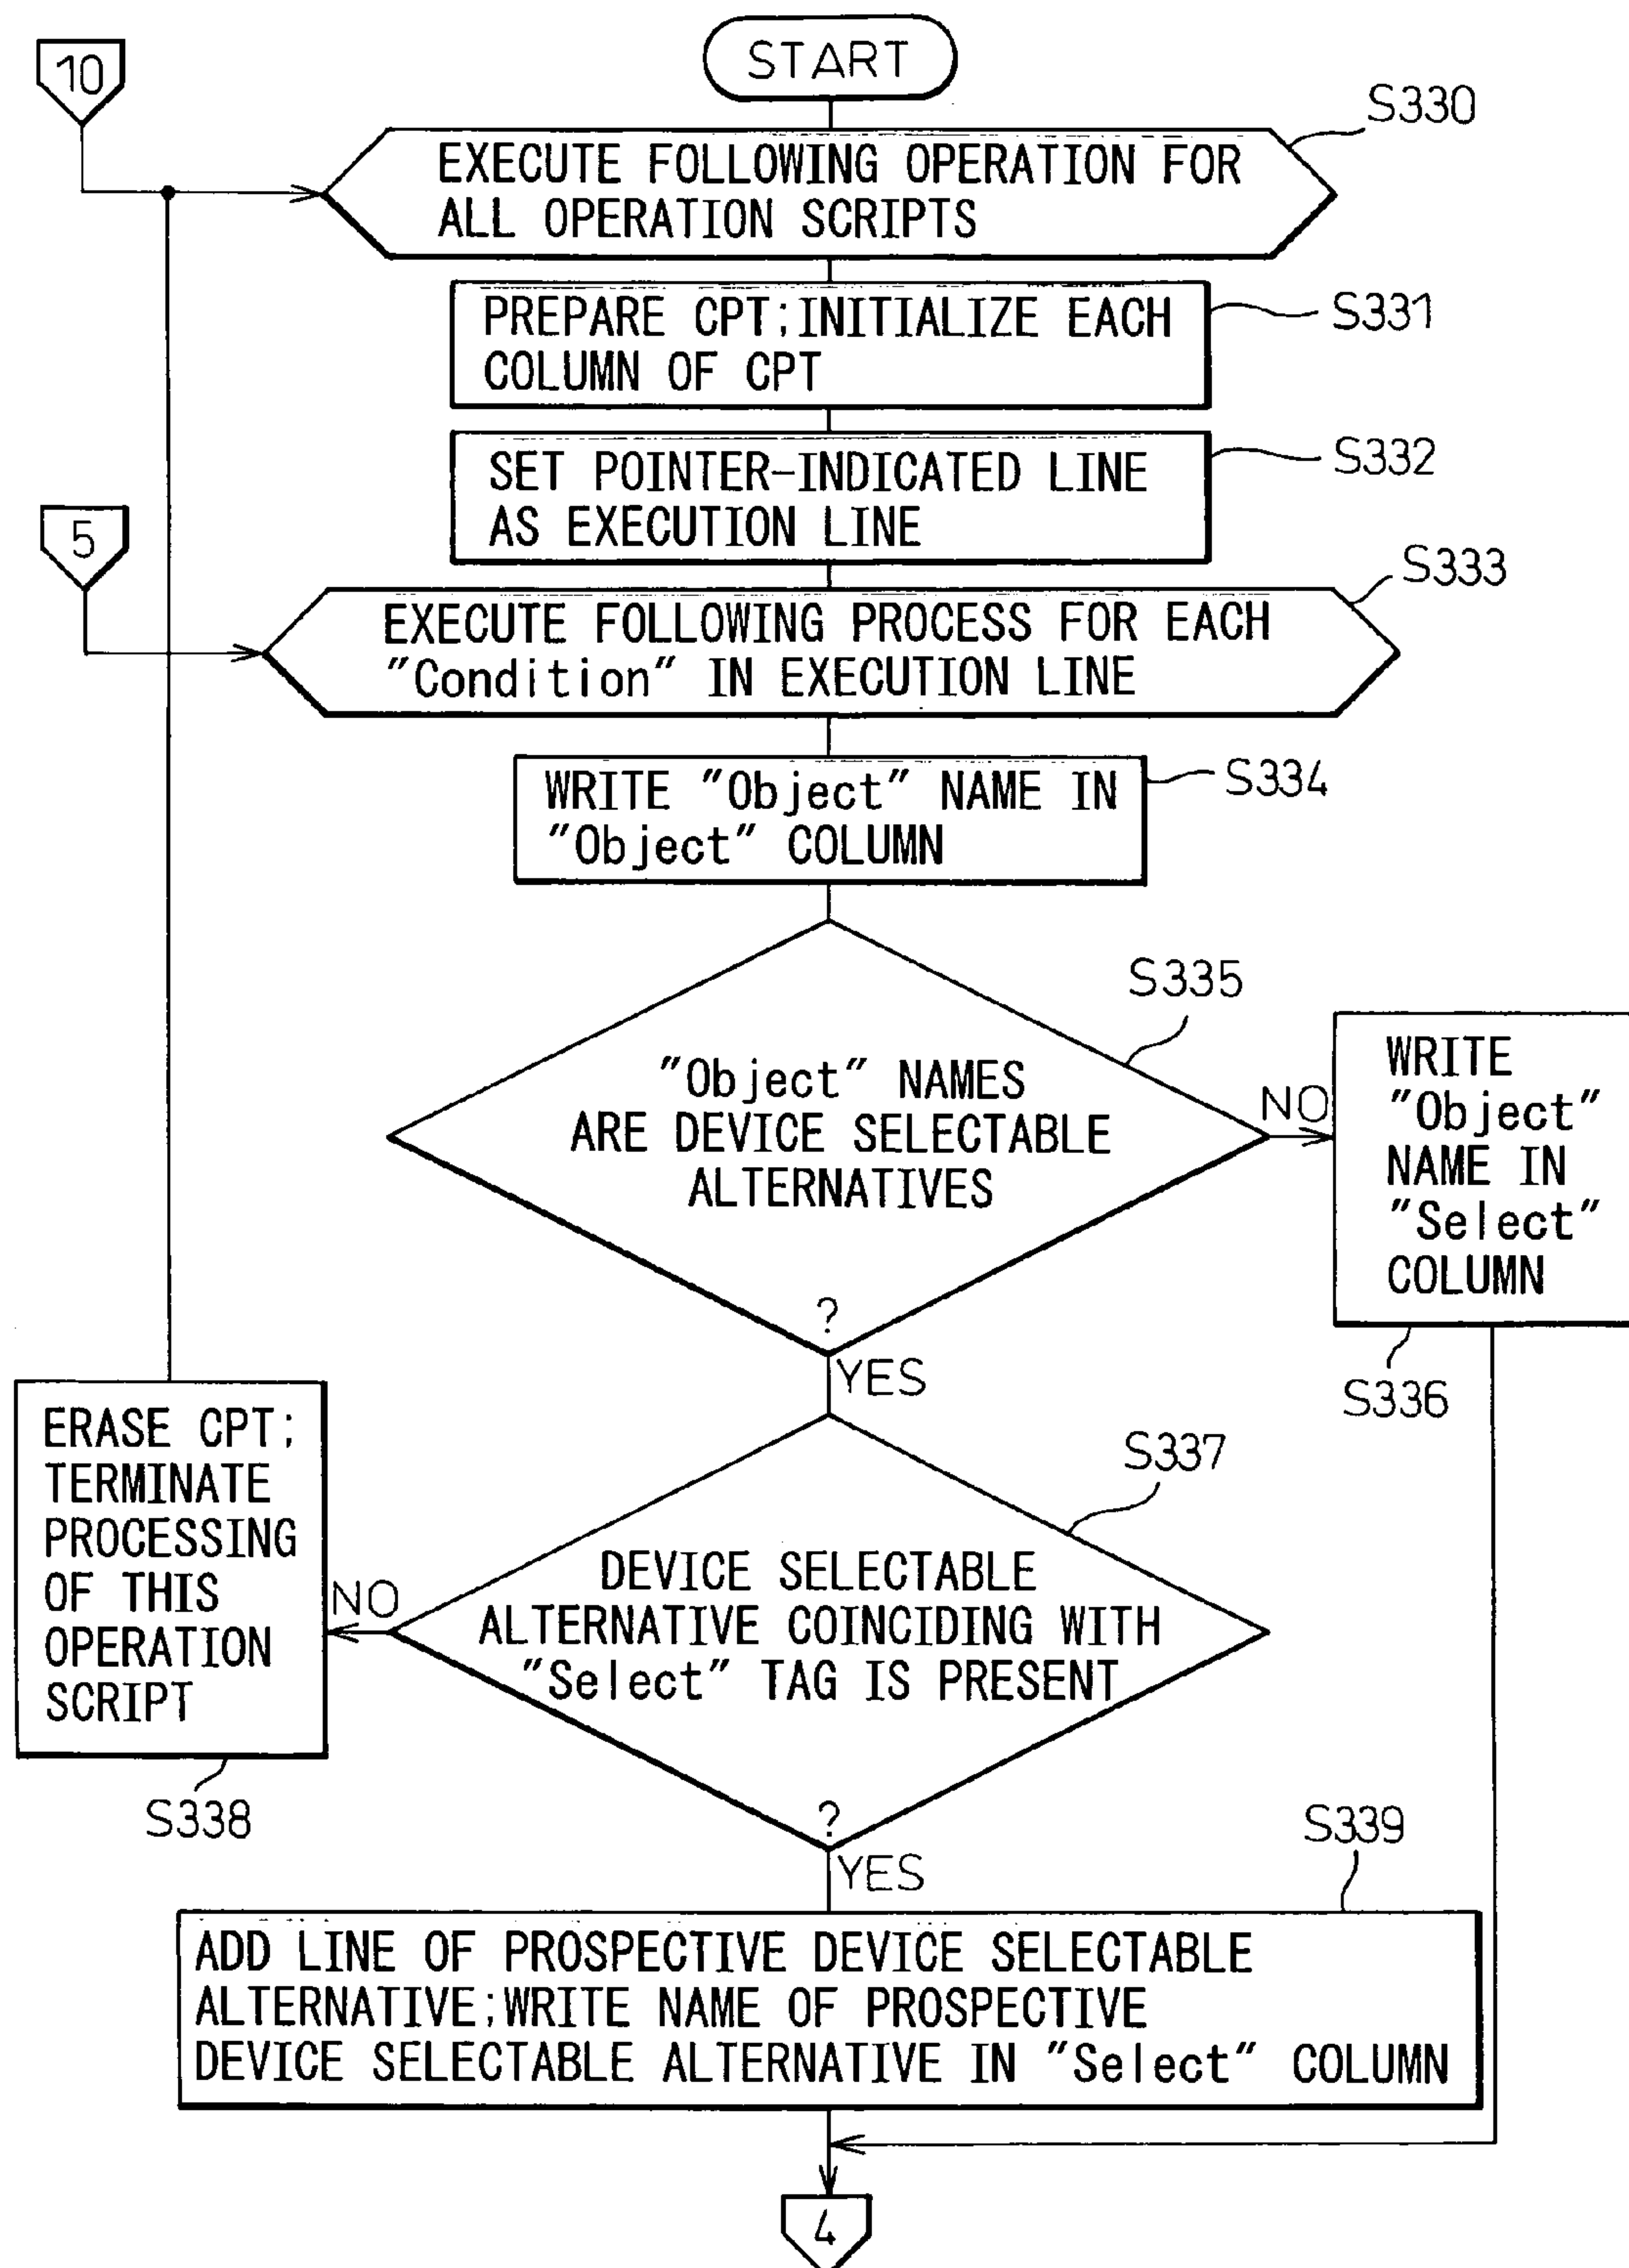 START
10
S330
EXECUTE FOLLOWING OPERATION FOR
ALL OPERATION SCRIPTS
S331
PREPARE CPT;INITIALIZE EACH
COLUMN OF CPT
S332
SET POINTER-INDICATED LINE
AS EXECUTION LINE
5
S333
EXECUTE FOLLOWING PROCESS FOR EACH
"Condition" IN EXECUTION LINE
S334
WRITE "Object" NAME IN
"Object" COLUMN
S335
"Object" NAMES
ARE DEVICE SELECTABLE
ALTERNATIVES
?
NO
WRITE
"Object"
NAME IN
"Select"
COLUMN
S336
YES
S337
DEVICE SELECTABLE
ALTERNATIVE COINCIDING WITH
"Select" TAG IS PRESENT
?
NO
ERASE CPT;
TERMINATE
PROCESSING
OF THIS
OPERATION
SCRIPT
S338
YES
S339
ADD LINE OF PROSPECTIVE DEVICE SELECTABLE
ALTERNATIVE;WRITE NAME OF PROSPECTIVE
DEVICE SELECTABLE ALTERNATIVE IN "Select" COLUMN
4